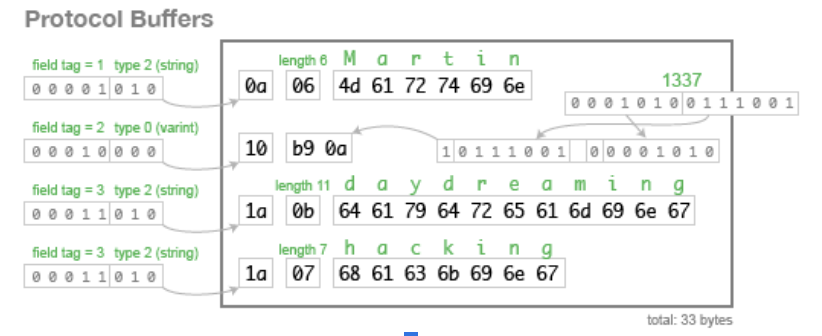 Protocol Buffers
field tag = 1 type 2 (string)
0 0 0 0 1 0 1 0
0a
length 6
06
M a r t i n
4d 61 72 74 69 6e
1337
0 0 0 1 0 1 0 0 1 1 1 0 0 1
field tag = 2 type 0 (varint)
0 0 0 1 0 0 0 0
10
b9 0a
1 0 1 1 1 0 0 1 0 0 0 0 1 0 1 0
field tag = 3 type 2 (string)
0 0 0 1 1 0 1 0
1a
length 11
0b
d a y d r e a m i n g
64 61 79 64 72 65 61 6d 69 6e 67
field tag = 3 type 2 (string)
0 0 0 1 1 0 1 0
1a
length 7
07
h a c k i n g
68 61 63 6b 69 6e 67
total: 33 bytes